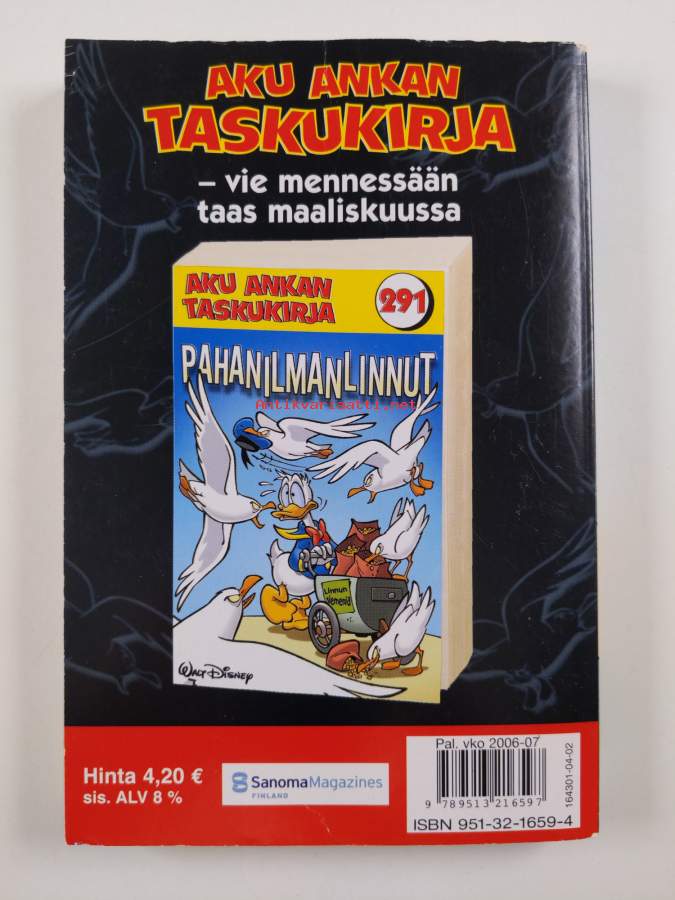 AKU ANKAN
TASKUKIRJA
– vie mennessään
taas maaliskuussa
AKU ANKAN
TASKUKIRJA
291
PAHANILMANLINNUT
Antikvariaatti.net
Linnun
siemeniä
WALT DISNEY
Hinta 4,20 €
sis. ALV 8 %
SanomaMagazines
FINLAND
Pal. vko 2006-07
9 789513 216597
ISBN 951-32-1659-4
164301-04-02